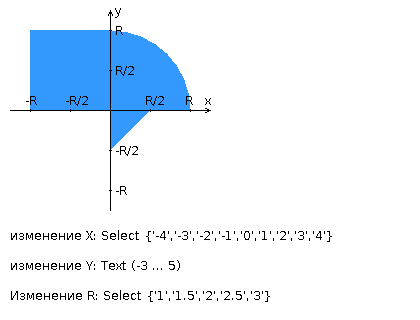 y
R
R/2
-R -R/2 R/2 R x
-R/2
-R
изменение X: Select {'-4','-3','-2','-1','0','1','2','3','4'}
изменение Y: Text (-3 ... 5)
Изменение R: Select {'1','1.5','2','2.5','3'}